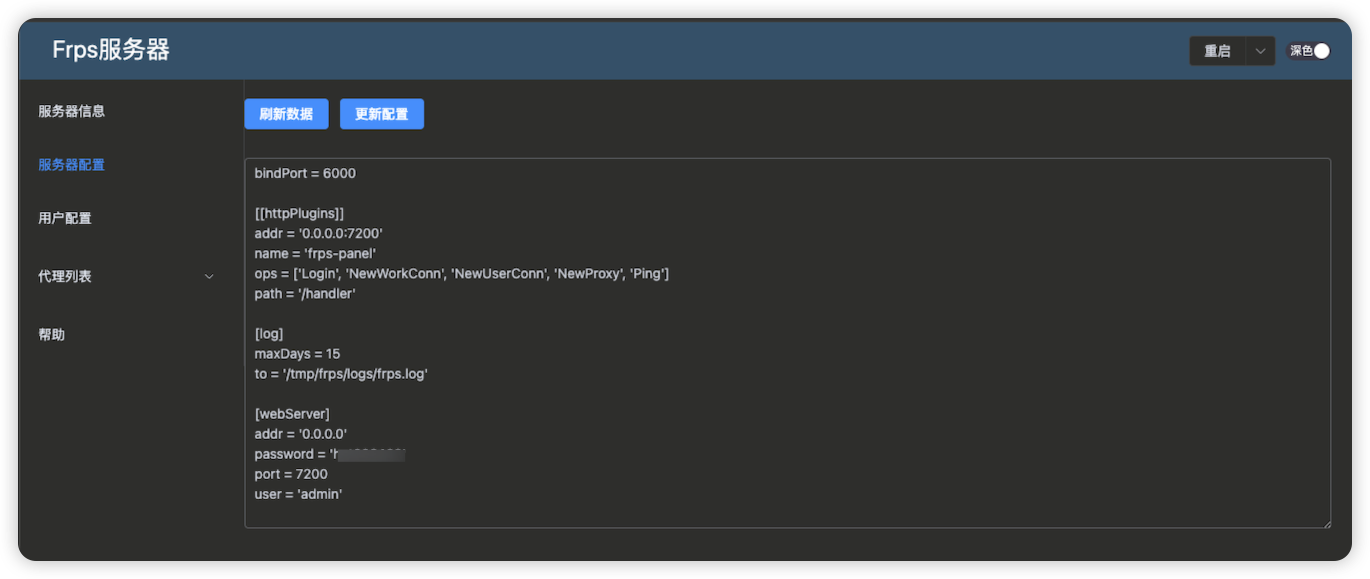 Frps服务器
重启
深色
服务器信息
服务器配置
用户配置
代理列表
帮助
刷新数据
更新配置
bindPort = 6000
[[httpPlugins]]
addr = '0.0.0.0:7200'
name = 'frps-panel'
ops = ['Login', 'NewWorkConn', 'NewUserConn', 'NewProxy', 'Ping']
path = '/handler'
[log]
maxDays = 15
to = '/tmp/frps/logs/frps.log'
[webServer]
addr = '0.0.0.0'
password = '
port = 7200
user = 'admin'